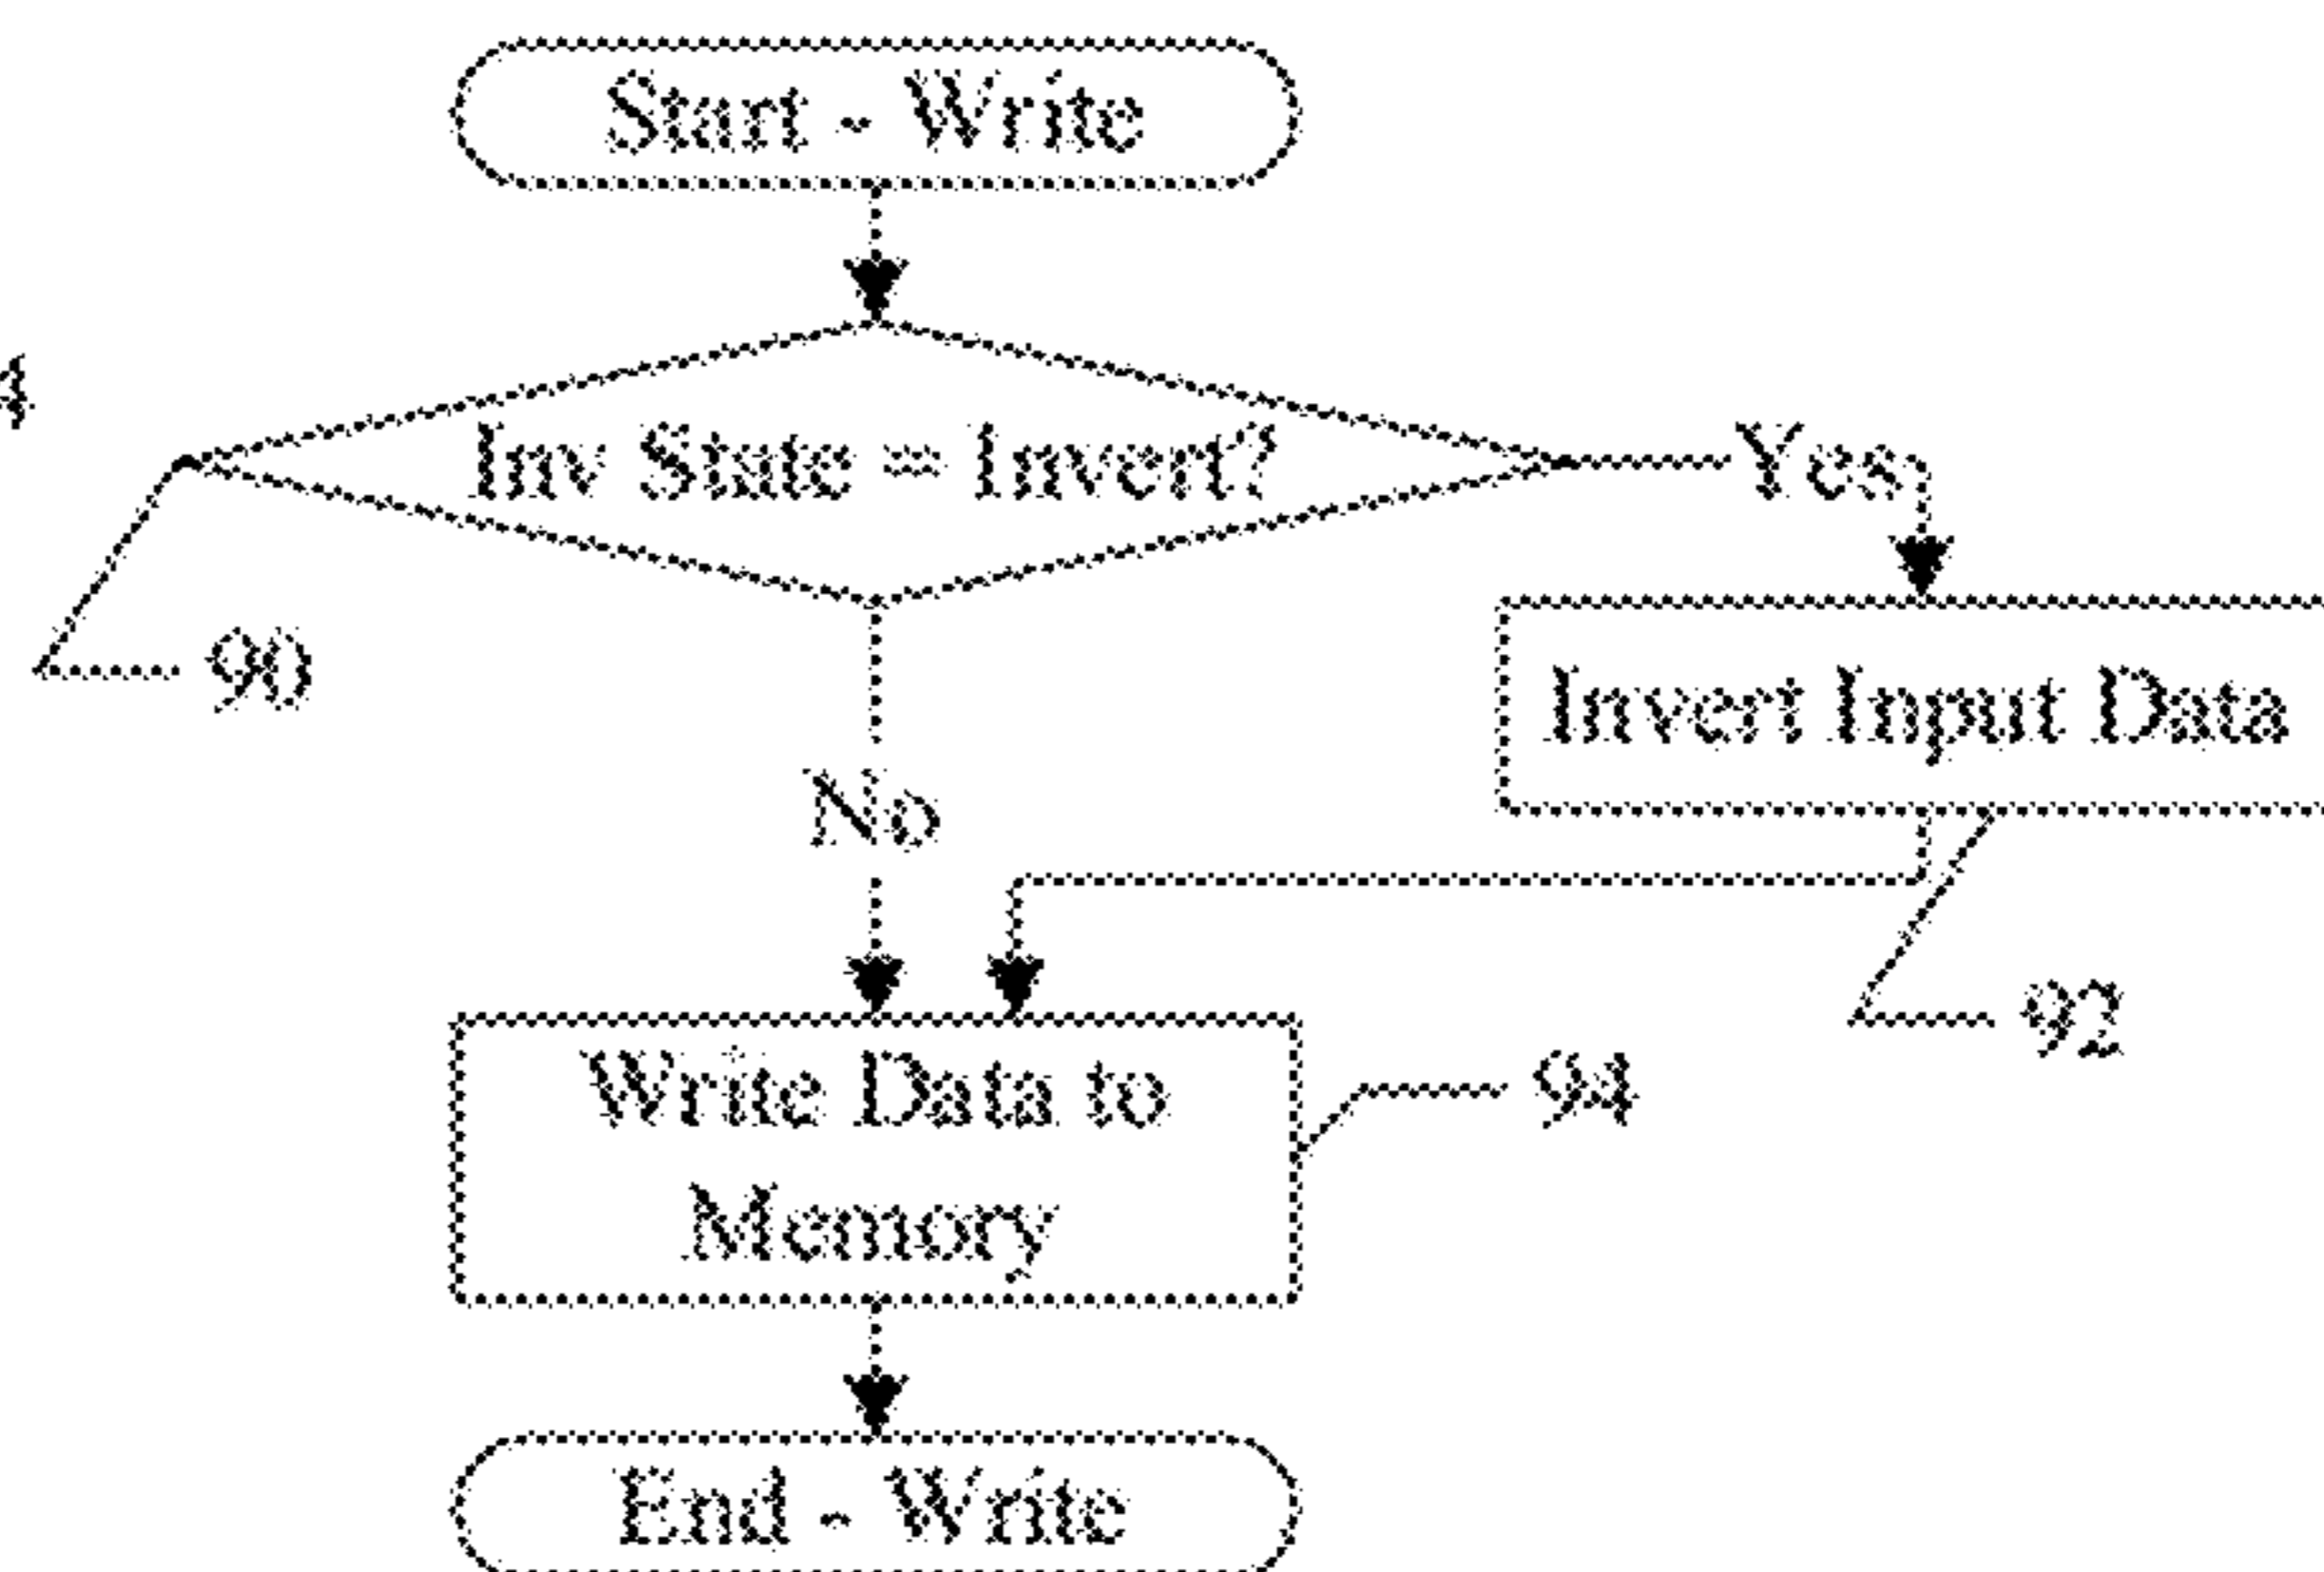 Start - Write
Inv State = Invert?
Yes
90
Invert Input Data
No
92
Write Data to
94
Memory
End - Write